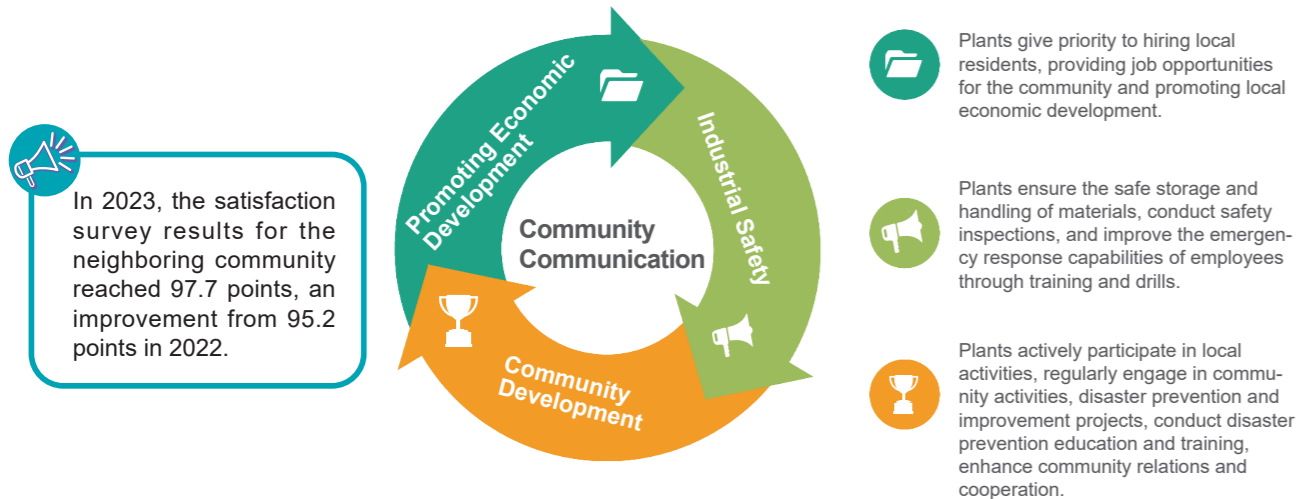 In 2023, the satisfaction
survey results for the
neighboring community
reached 97.7 points, an
improvement from 95.2
points in 2022.
Promoting Economic
Development
Industrial Safety
Community
Development
Community
Communication
Plants give priority to hiring local
residents, providing job opportunities
for the community and promoting local
economic development.
Plants ensure the safe storage and
handling of materials, conduct safety
inspections, and improve the emergen-
cy response capabilities of employees
through training and drills.
Plants actively participate in local
activities, regularly engage in commu-
nity activities, disaster prevention and
improvement projects, conduct disaster
prevention education and training,
enhance community relations and
cooperation.